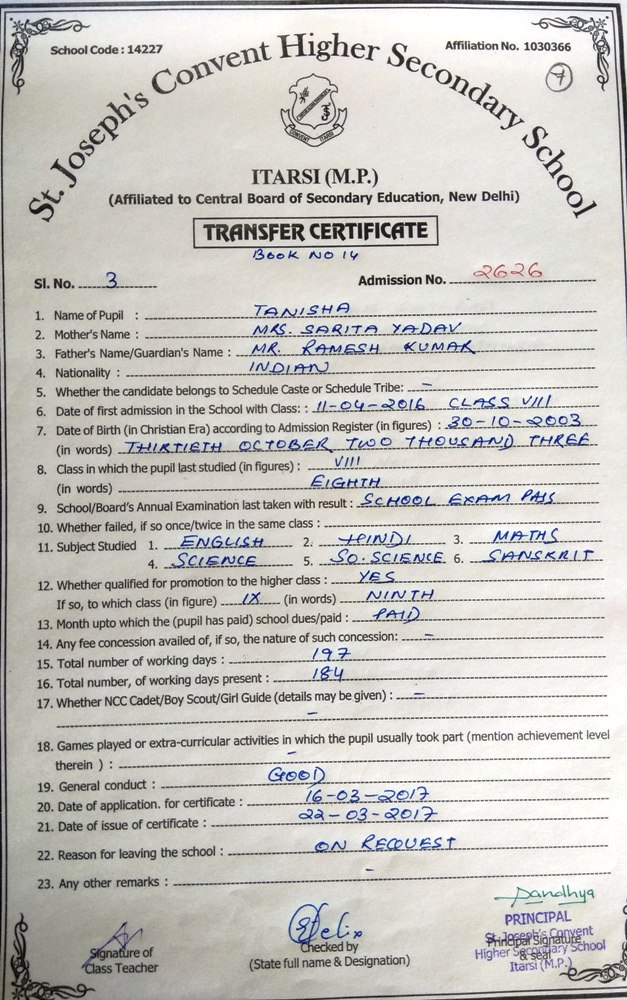 School Code : 14227
Affiliation No. 1030366
7
St. Joseph's Convent Higher Secondary School
ITARSI (M.P.)
(Affiliated to Central Board of Secondary Education, New Delhi)
TRANSFER CERTIFICATE
BOOK NO 14
Sl. No. 3 Admission No. 2626
1. Name of Pupil : TANISHA
2. Mother's Name : MRS. SARITA YADAV
3. Father's Name/Guardian's Name : MR. RAMESH KUMAR
4. Nationality : INDIAN
5. Whether the candidate belongs to Schedule Caste or Schedule Tribe: –
6. Date of first admission in the School with Class : 11-04-2016 CLASS VIII
7. Date of Birth (in Christian Era) according to Admission Register (in figures) : 30-10-2003
(in words) THIRTIETH OCTOBER TWO THOUSAND THREE
8. Class in which the pupil last studied (in figures) : VIII
(in words) EIGHTH
9. School/Board's Annual Examination last taken with result : SCHOOL EXAM PASS
10. Whether failed, if so once/twice in the same class :
11. Subject Studied 1. ENGLISH 2. HINDI 3. MATHS
4. SCIENCE 5. SO. SCIENCE 6. SANSKRIT
12. Whether qualified for promotion to the higher class : YES
If so, to which class (in figure) IX (in words) NINTH
13. Month upto which the (pupil has paid) school dues/paid : PAID
14. Any fee concession availed of, if so, the nature of such concession: –
15. Total number of working days : 197
16. Total number, of working days present : 184
17. Whether NCC Cadet/Boy Scout/Girl Guide (details may be given) : –
–
18. Games played or extra-curricular activities in which the pupil usually took part (mention achievement level
therein ) : –
19. General conduct : GOOD
20. Date of application. for certificate : 16-03-2017
21. Date of issue of certificate : 22-03-2017
22. Reason for leaving the school : ON REQUEST
23. Any other remarks : –
PRINCIPAL
St. Joseph's Convent
Higher Secondary School
Itarsi (M.P.)
Signature of
Class Teacher
Checked by
(State full name & Designation)
Principal Signature
& seal